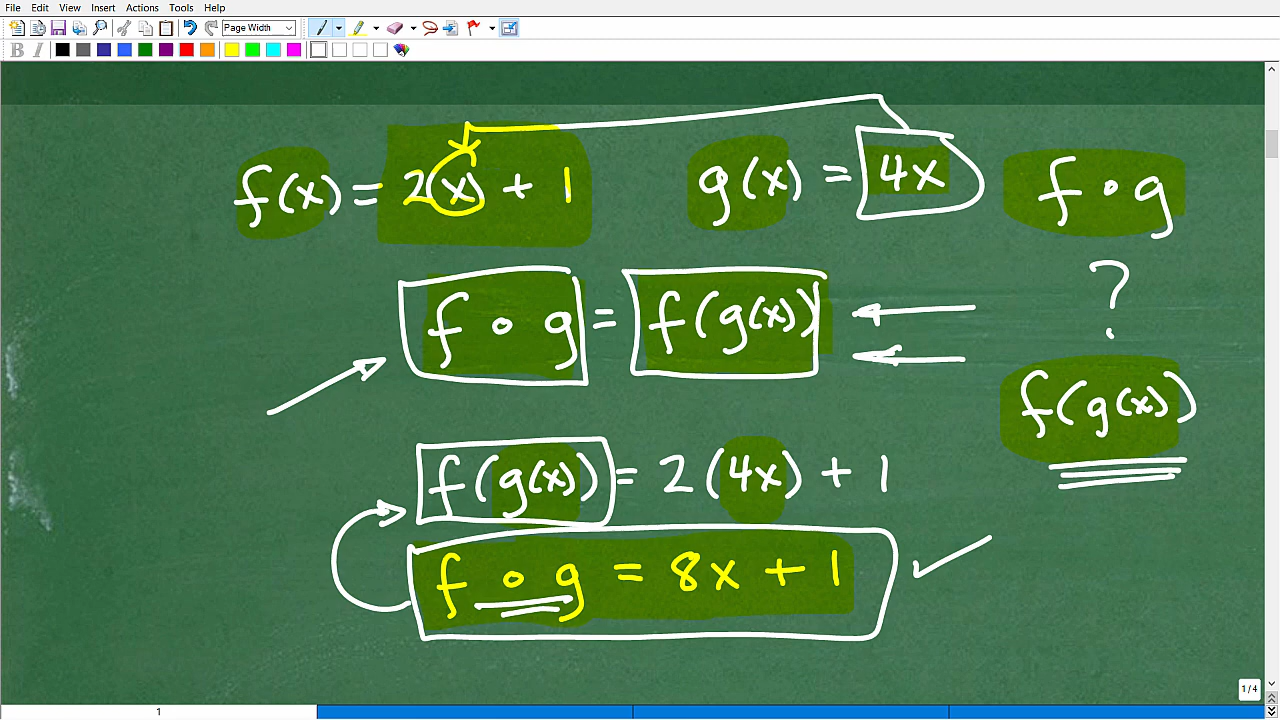 File Edit View Insert Actions Tools Help
Page Width
B I
f(x) = 2(x) + 1 g(x) = 4x f ∘ g
?
f ∘ g = f(g(x))
f(g(x))
f(g(x)) = 2(4x) + 1
f ∘ g = 8x + 1
1/4
1